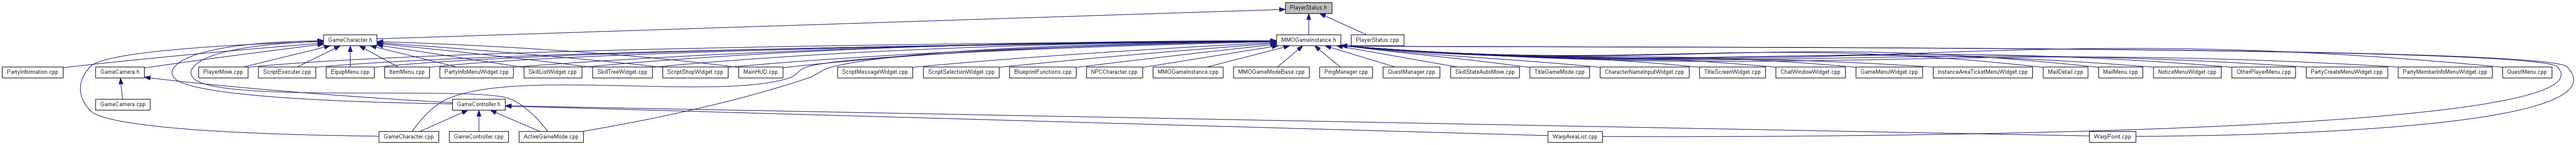 PlayerStatus.h
GameCharacter.h
MMOGameInstance.h
PlayerStatus.cpp
PartyInformation.cpp
GameCamera.h
PlayerMove.cpp
ScriptExecuter.cpp
EquipMenu.cpp
ItemMenu.cpp
PartyInfoMenuWidget.cpp
SkillListWidget.cpp
SkillTreeWidget.cpp
ScriptShopWidget.cpp
MainHUD.cpp
ScriptMessageWidget.cpp
ScriptSelectionWidget.cpp
BlueprintFunctions.cpp
NPCCharacter.cpp
MMOGameInstance.cpp
MMOGameModeBase.cpp
PingManager.cpp
QuestManager.cpp
SkillStateAutoMove.cpp
TitleGameMode.cpp
CharacterNameInputWidget.cpp
TitleScreenWidget.cpp
ChatWindowWidget.cpp
GameMenuWidget.cpp
InstanceAreaTicketMenuWidget.cpp
MailDetail.cpp
MailMenu.cpp
NoticeMenuWidget.cpp
OtherPlayerMenu.cpp
PartyCreateMenuWidget.cpp
PartyMemberInfoMenuWidget.cpp
QuestMenu.cpp
GameCamera.cpp
GameController.h
GameCharacter.cpp
GameController.cpp
ActiveGameMode.cpp
WarpAreaList.cpp
WarpPoint.cpp